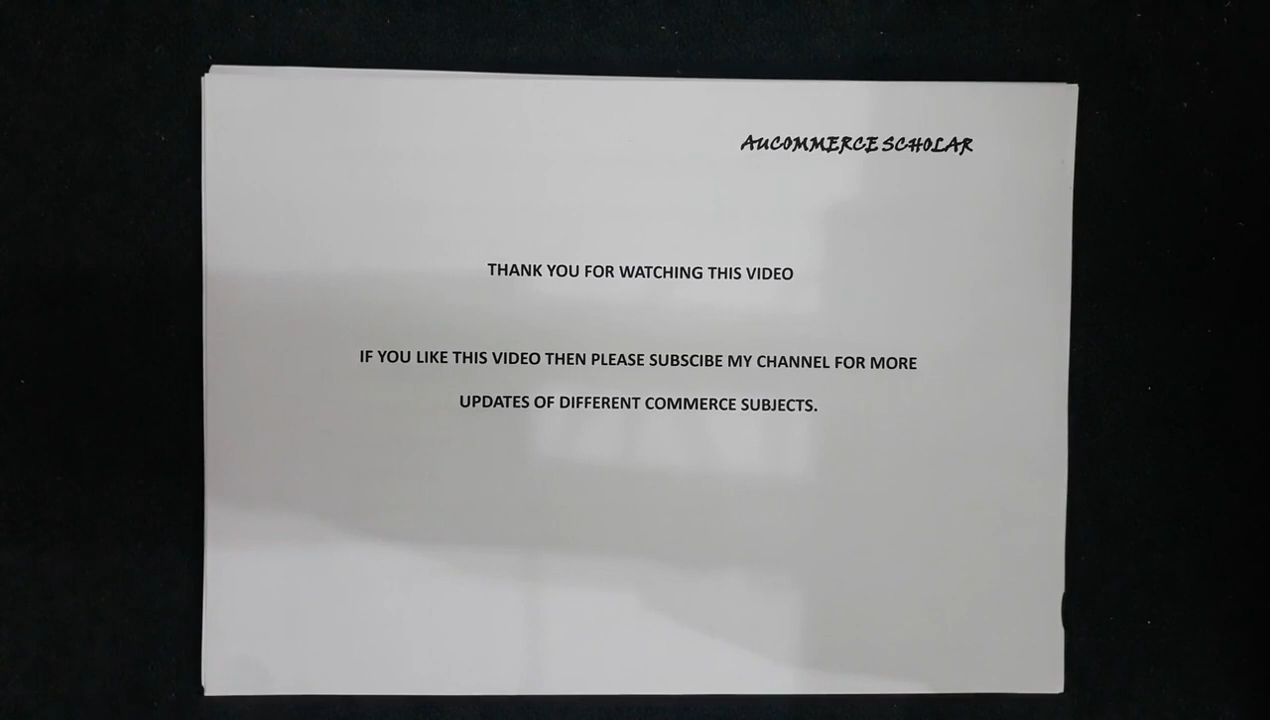 AUCOMMERCE SCHOLAR
THANK YOU FOR WATCHING THIS VIDEO
IF YOU LIKE THIS VIDEO THEN PLEASE SUBSCIBE MY CHANNEL FOR MORE
UPDATES OF DIFFERENT COMMERCE SUBJECTS.